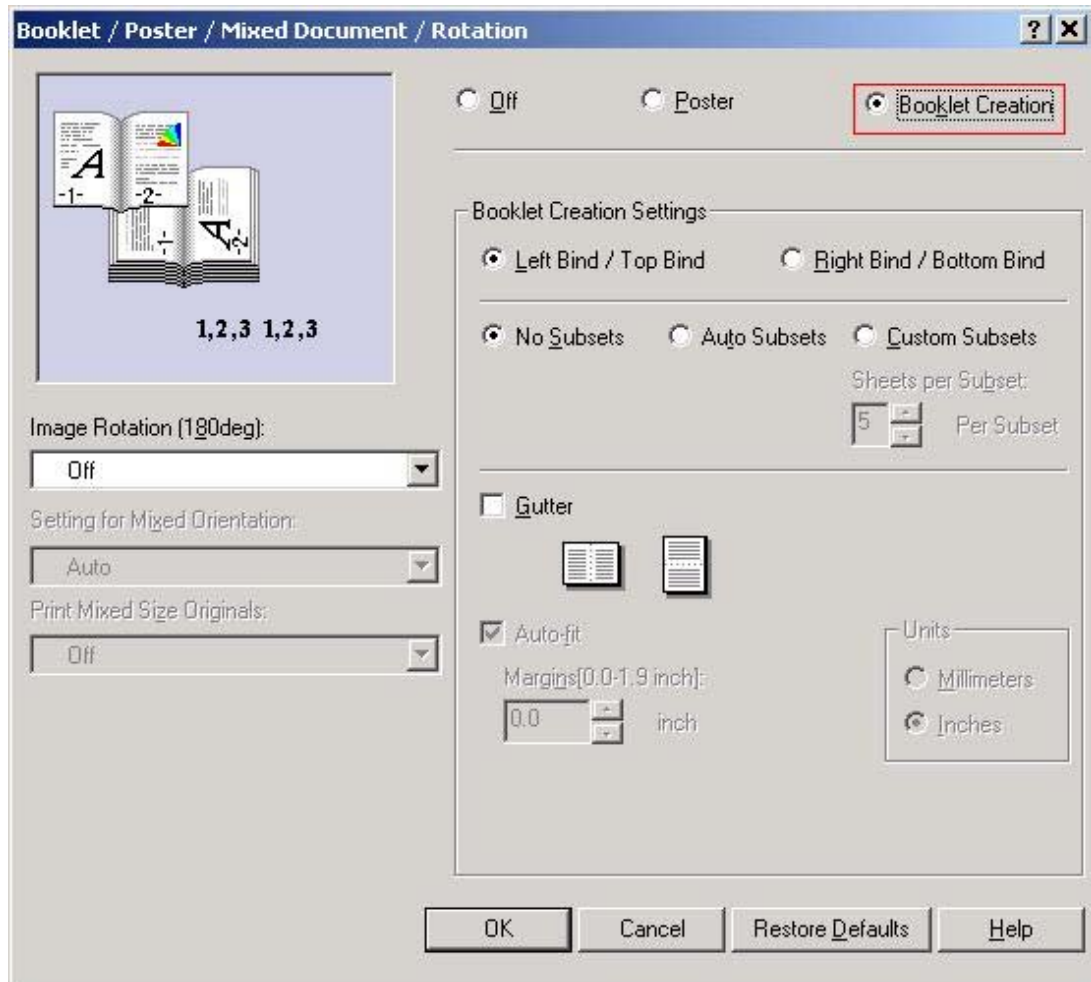 Booklet / Poster / Mixed Document / Rotation
Off Poster Booklet Creation
A
-1- -2-
A
-1- -2-
1,2,3 1,2,3
Image Rotation (180deg):
Off
Setting for Mixed Orientation:
Auto
Print Mixed Size Originals:
Off
Booklet Creation Settings
Left Bind / Top Bind Right Bind / Bottom Bind
No Subsets Auto Subsets Custom Subsets
Sheets per Subset:
5 Per Subset
Gutter
Auto-fit
Margins[0.0-1.9 inch]:
0.0 inch
Units
Millimeters
Inches
OK Cancel Restore Defaults Help